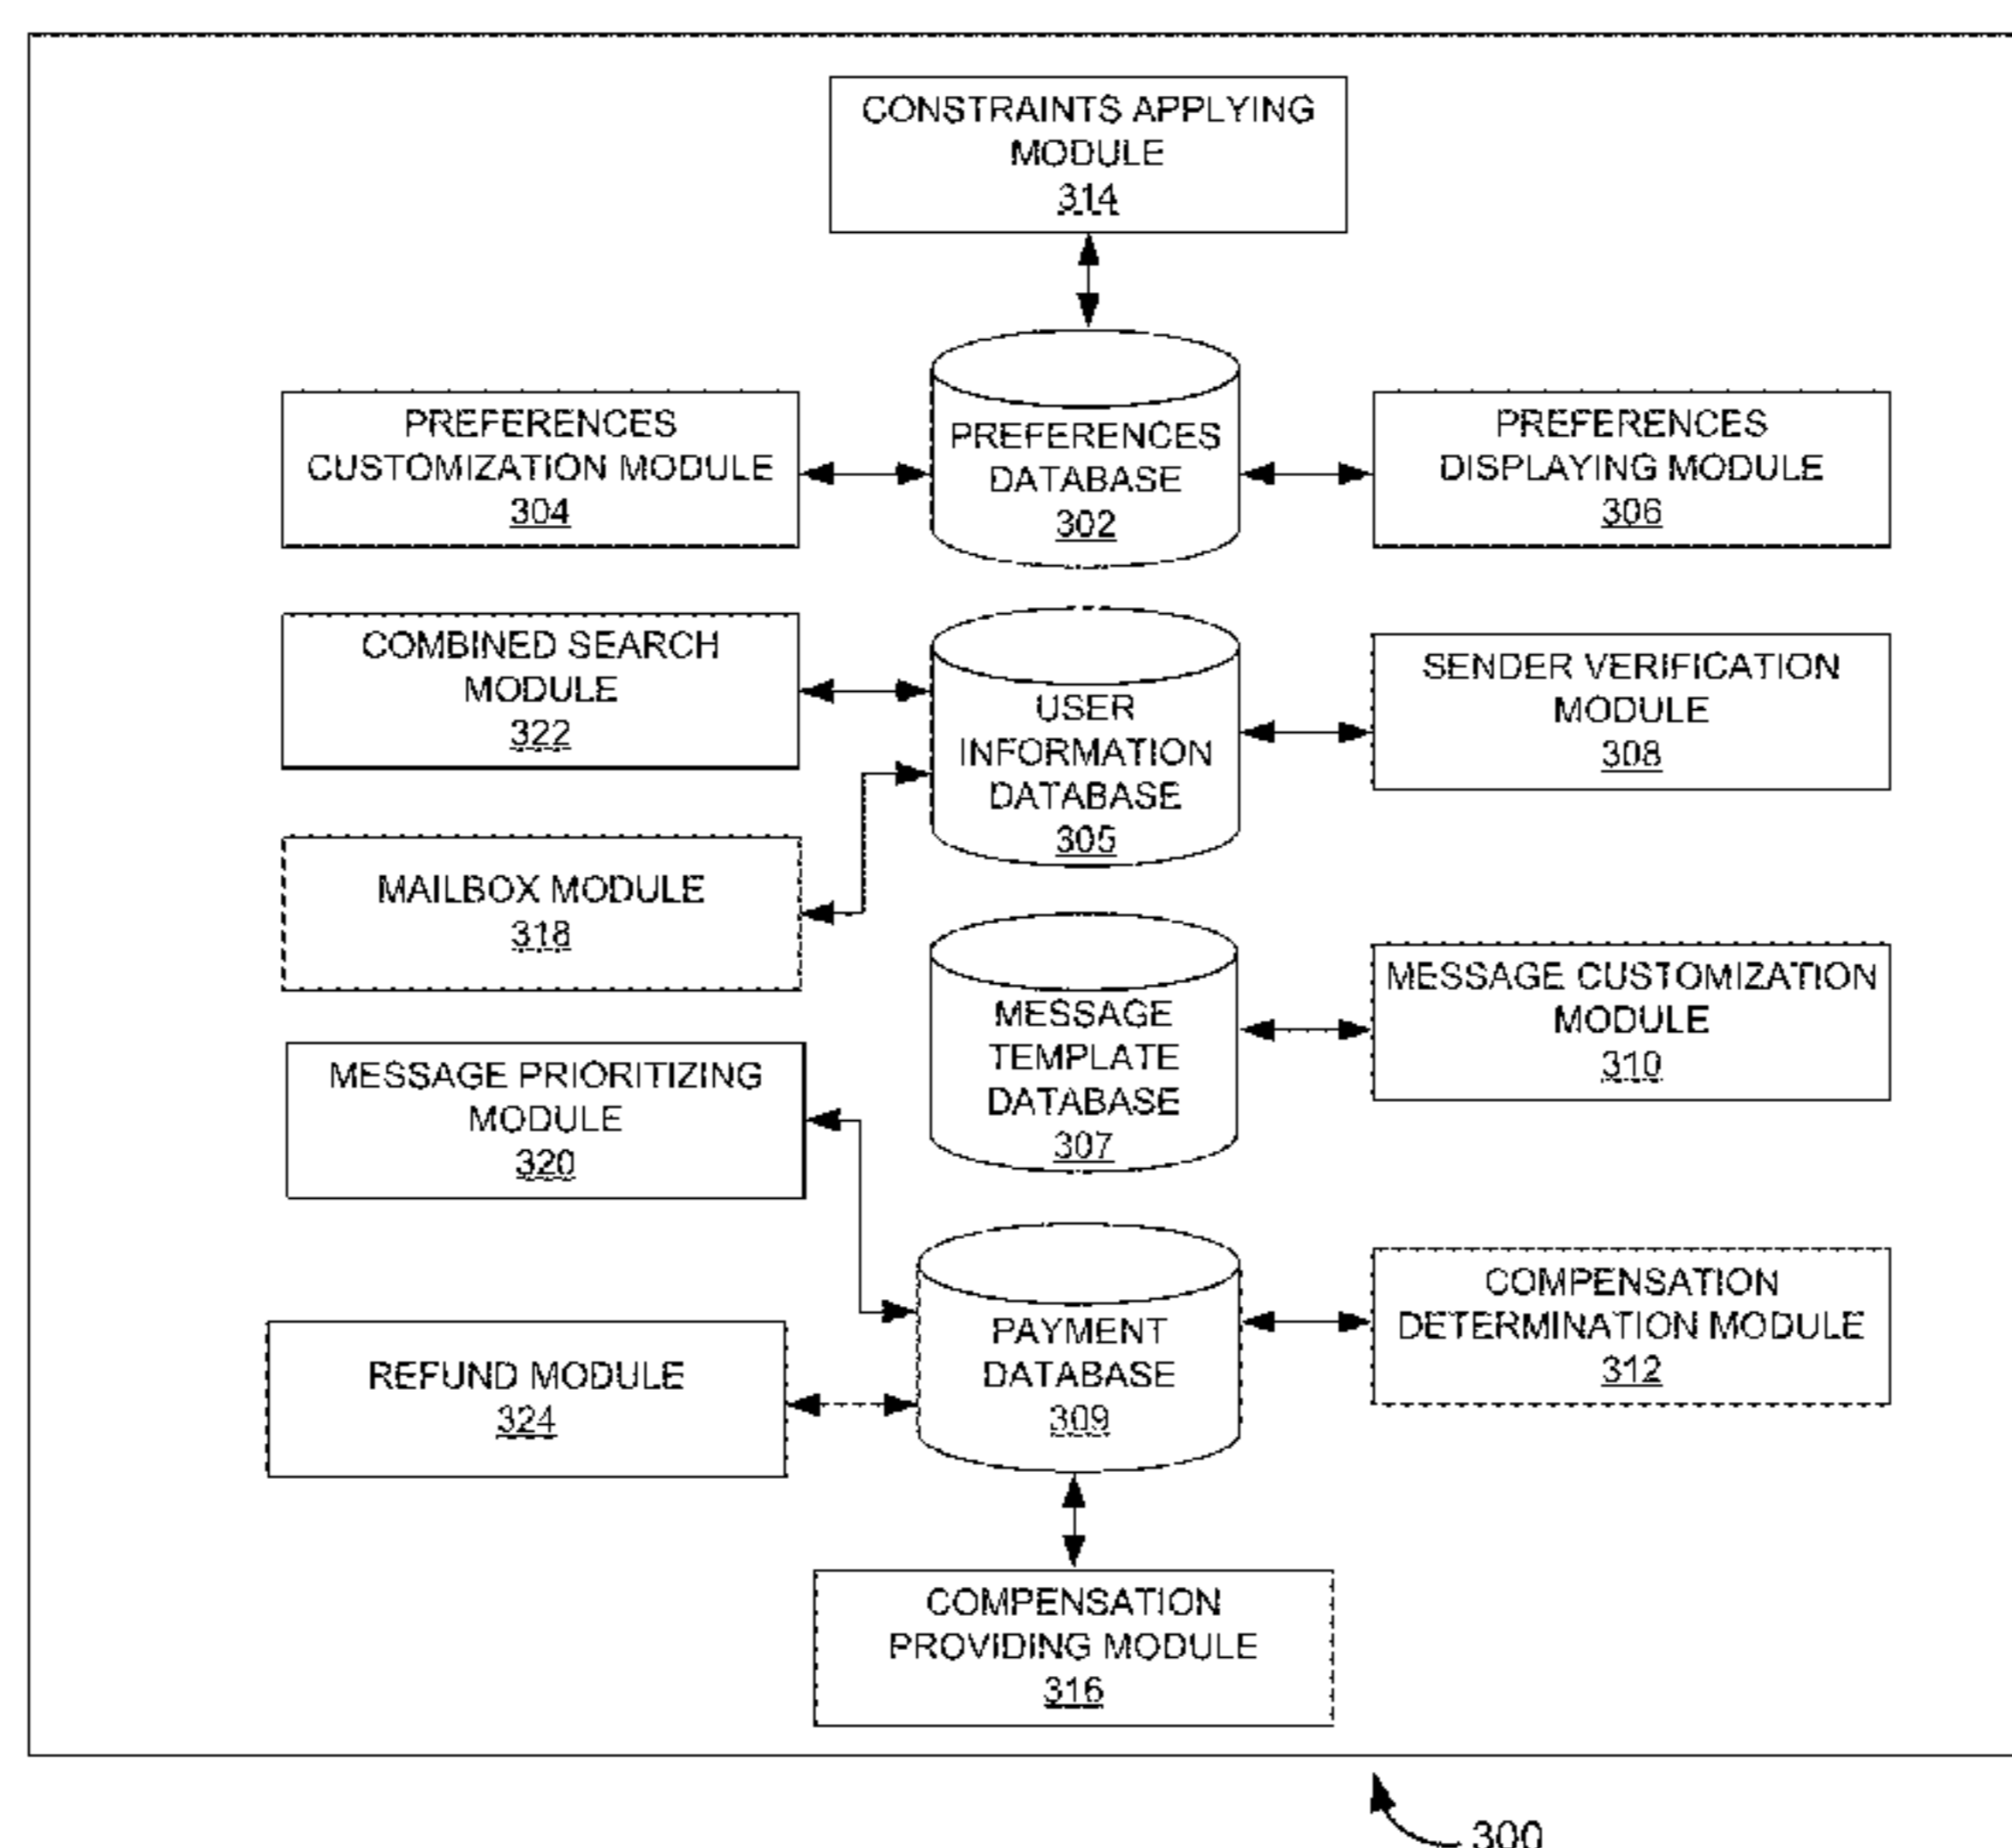 CONSTRAINTS APPLYING
MODULE
314
PREFERENCES
CUSTOMIZATION MODULE
304
PREFERENCES
DATABASE
302
PREFERENCES
DISPLAYING MODULE
306
COMBINED SEARCH
MODULE
322
USER
INFORMATION
DATABASE
305
SENDER VERIFICATION
MODULE
308
MAILBOX MODULE
318
MESSAGE
TEMPLATE
DATABASE
307
MESSAGE CUSTOMIZATION
MODULE
310
MESSAGE PRIORITIZING
MODULE
320
PAYMENT
DATABASE
309
COMPENSATION
DETERMINATION MODULE
312
REFUND MODULE
324
COMPENSATION
PROVIDING MODULE
316
300